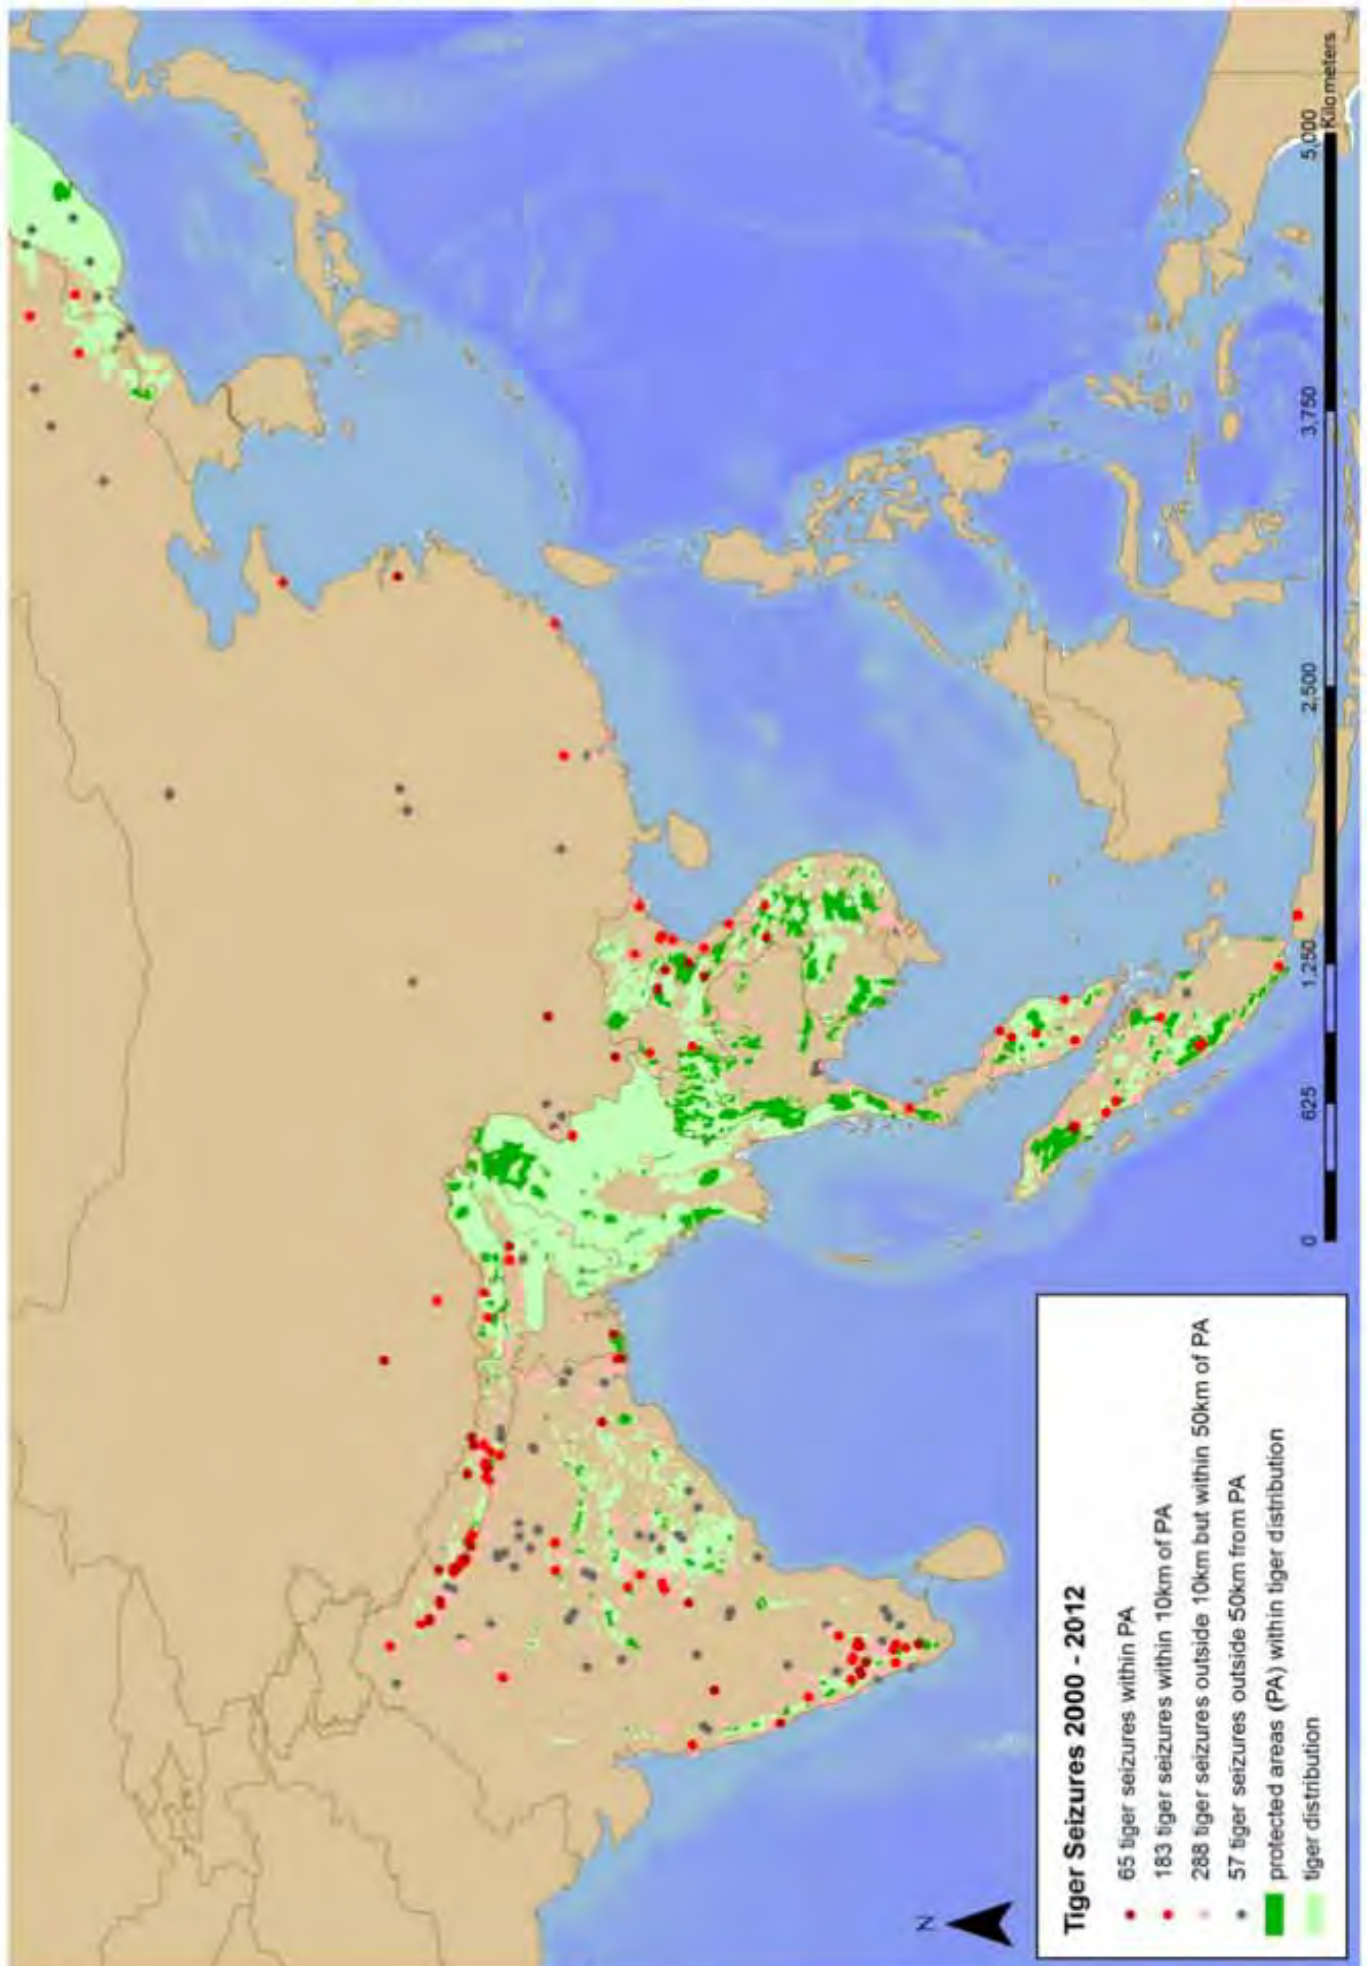 N
Tiger Seizures 2000 - 2012
65 tiger seizures within PA
183 tiger seizures within 10km of PA
288 tiger seizures outside 10km but within 50km of PA
57 tiger seizures outside 50km from PA
protected areas (PA) within tiger distribution
tiger distribution
0 625 1,250 2,500 3,750 5,000
Kilometers